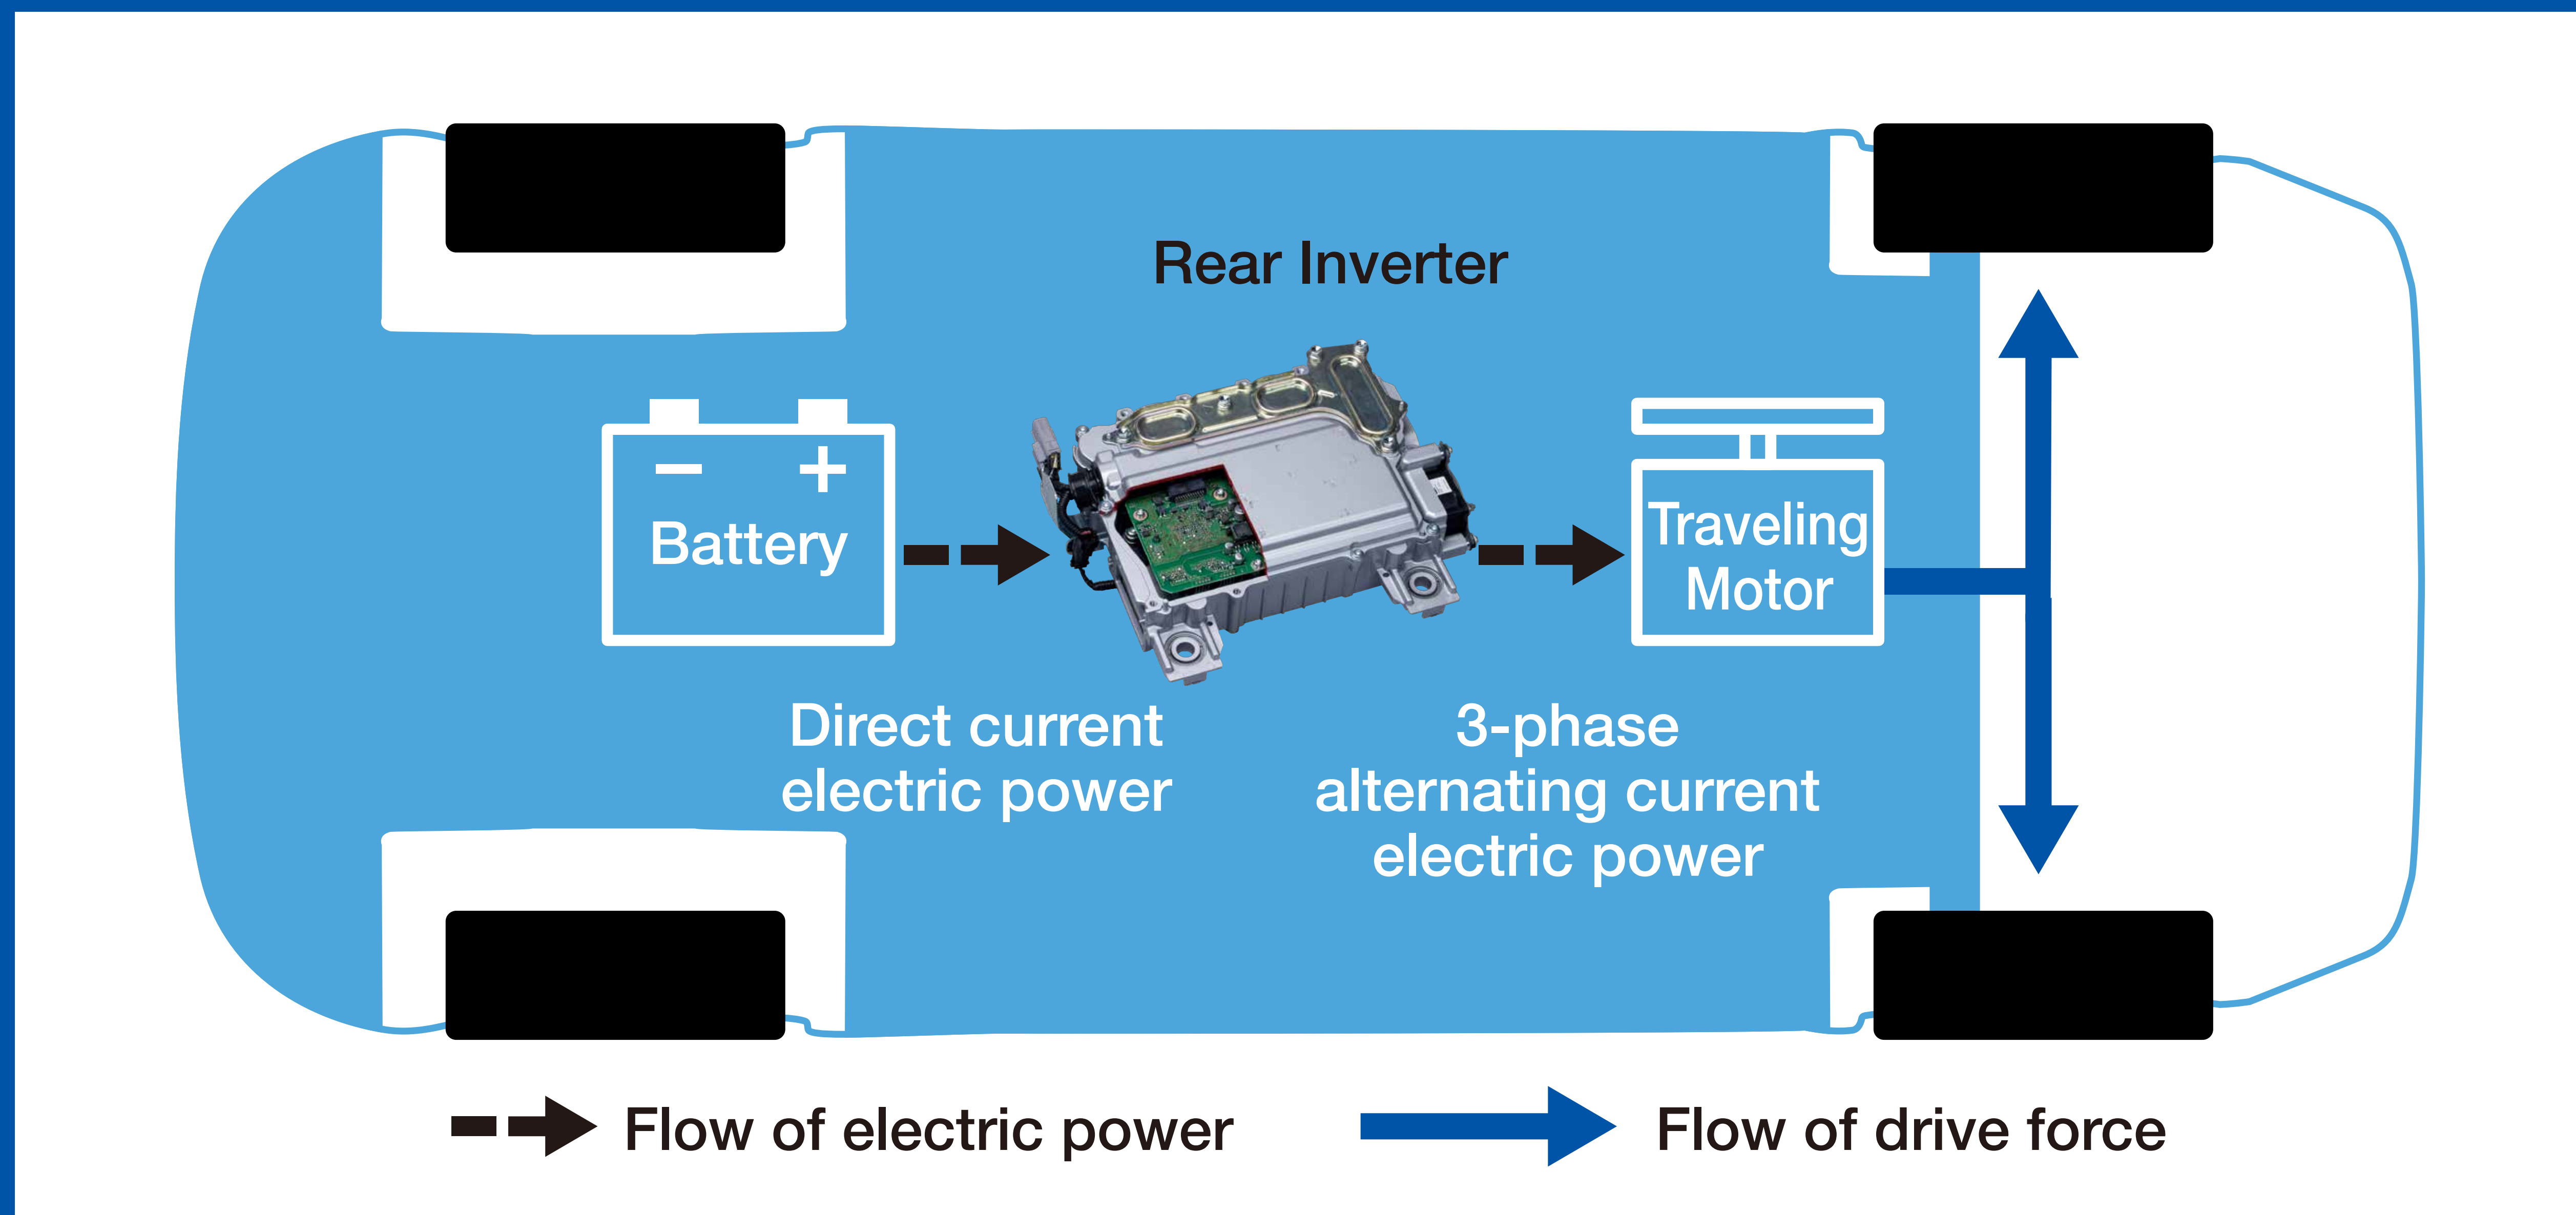 Rear Inverter
− +
Battery
Traveling
Motor
Direct current
electric power
3-phase
alternating current
electric power
Flow of electric power
Flow of drive force